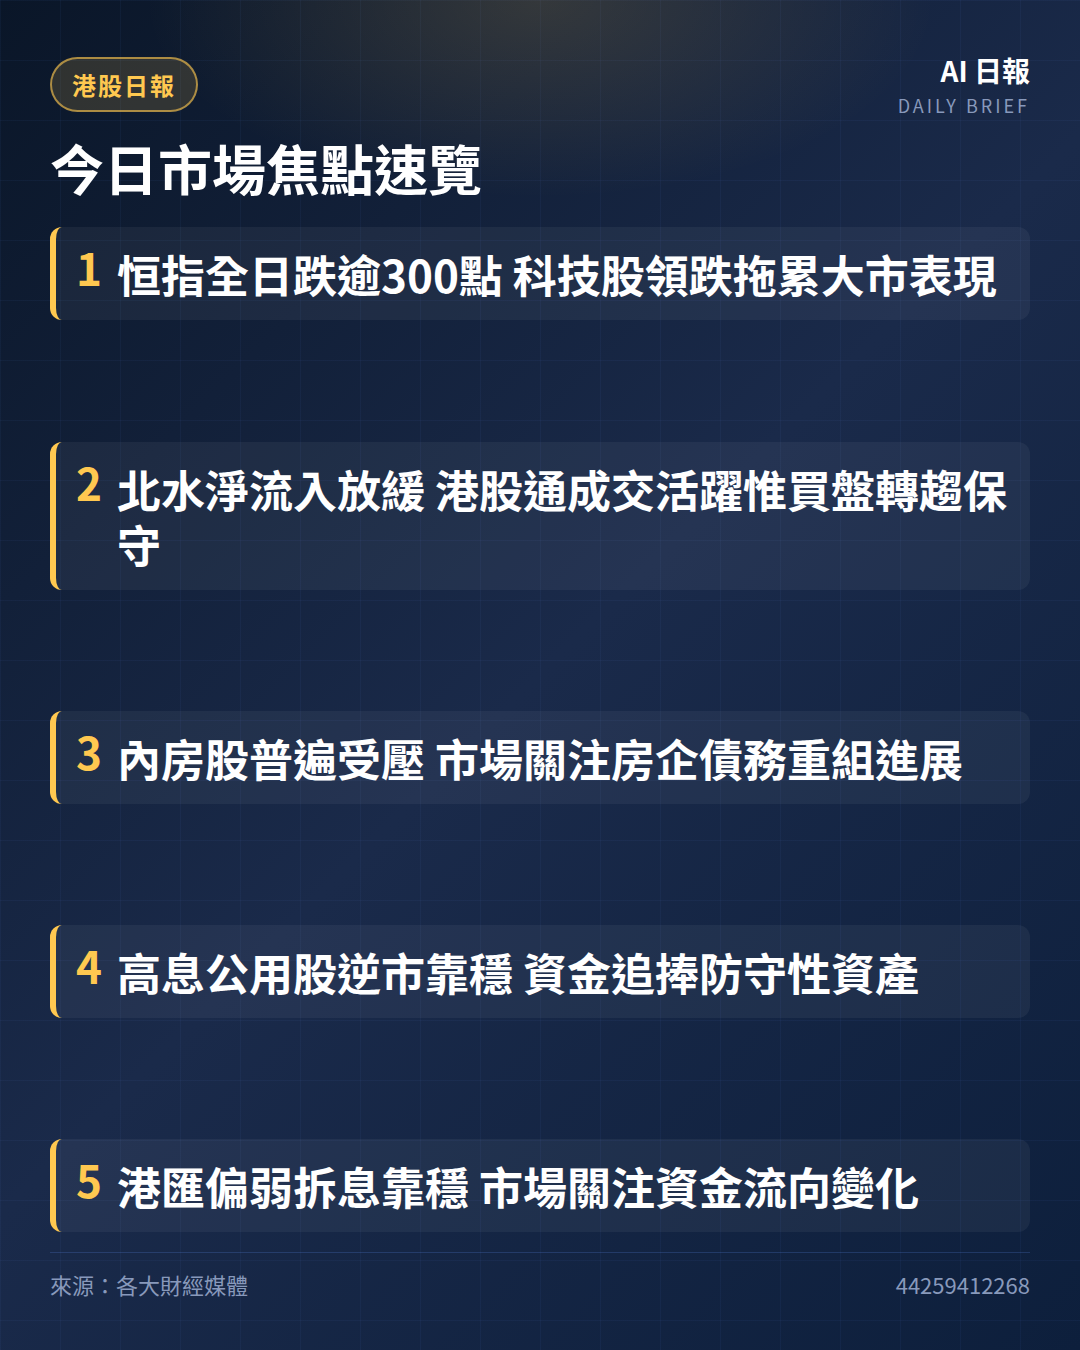 港股日報
AI 日報
DAILY BRIEF
今日市場焦點速覽
1 恒指全日跌逾300點 科技股領跌拖累大市表現
2 北水淨流入放緩 港股通成交活躍惟買盤轉趨保
守
3 內房股普遍受壓 市場關注房企債務重組進展
4 高息公用股逆市靠穩 資金追捧防守性資產
5 港匯偏弱拆息靠穩 市場關注資金流向變化
來源：各大財經媒體
44259412268